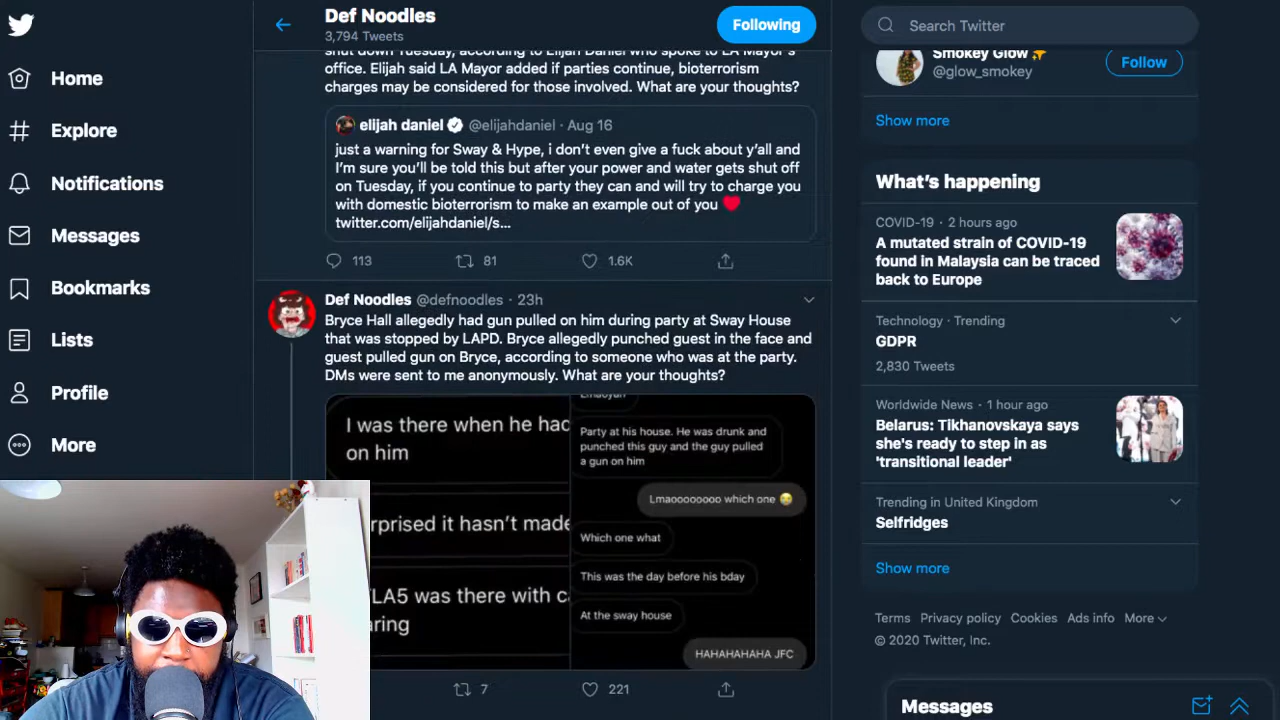 Home
Explore
Notifications
Messages
Bookmarks
Lists
Profile
More
Def Noodles
3,794 Tweets
Following
shut down Tuesday, according to Elijah Daniel who spoke to LA Mayor's
office. Elijah said LA Mayor added if parties continue, bioterrorism
charges may be considered for those involved. What are your thoughts?
elijah daniel @elijahdaniel · Aug 16
just a warning for Sway & Hype, i don't even give a fuck about y'all and
I'm sure you'll be told this but after your power and water gets shut off
on Tuesday, if you continue to party they can and will try to charge you
with domestic bioterrorism to make an example out of you ❤️
twitter.com/elijahdaniel/s...
113 81 1.6K
Def Noodles @defnoodles · 23h
Bryce Hall allegedly had gun pulled on him during party at Sway House
that was stopped by LAPD. Bryce allegedly punched guest in the face and
guest pulled gun on Bryce, according to someone who was at the party.
DMs were sent to me anonymously. What are your thoughts?
I was there when he had
on him
rprised it hasn't made
LA5 was there with ca
aring
Lmaoyuh
Party at his house. He was drunk and
punched this guy and the guy pulled
a gun on him
Lmaoooooooo which one 😭
Which one what
This was the day before his bday
At the sway house
HAHAHAHAHA JFC
7 221
Search Twitter
Smokey Glow ✨
@glow_smokey
Follow
Show more
What's happening
COVID-19 · 2 hours ago
A mutated strain of COVID-19
found in Malaysia can be traced
back to Europe
Technology · Trending
GDPR
2,830 Tweets
Worldwide News · 1 hour ago
Belarus: Tikhanovskaya says
she's ready to step in as
'transitional leader'
Trending in United Kingdom
Selfridges
Show more
Terms Privacy policy Cookies Ads info More
© 2020 Twitter, Inc.
Messages